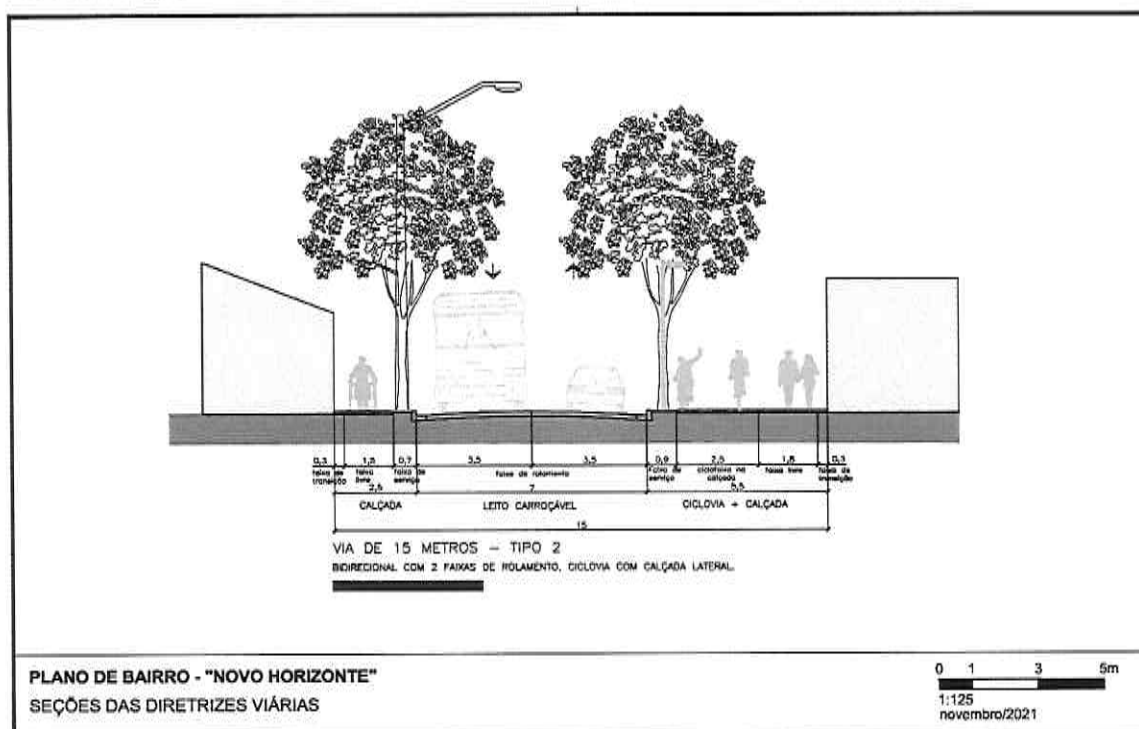 0,3 1,5 0,7 3,5 3,5 0,9 2,5 1,8 0,3
faixa de transição faixa livre faixa de serviço faixa de rolamento Faixa de serviço ciclofaixa na calçada faixa livre faixa de transição
2,5 7 5,5
CALÇADA LEITO CARROÇÁVEL CICLOVIA + CALÇADA
15
VIA DE 15 METROS - TIPO 2
BIDIRECIONAL COM 2 FAIXAS DE ROLAMENTO, CICLOVIA COM CALÇADA LATERAL.
PLANO DE BAIRRO - "NOVO HORIZONTE"
SEÇÕES DAS DIRETRIZES VIÁRIAS
0 1 3 5m
1:125
novembro/2021